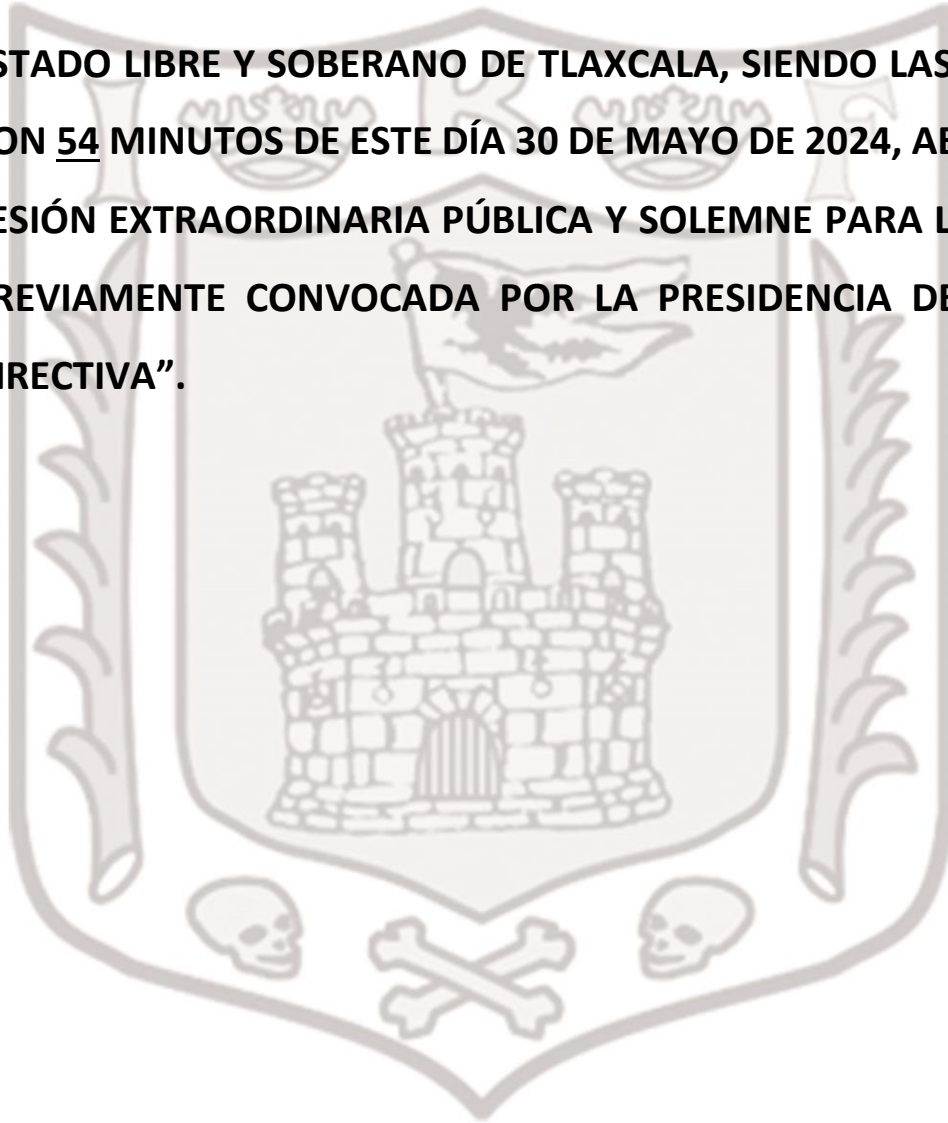 STADO LIBRE Y SOBERANO DE TLAXCALA, SIENDO LAS
I F
ON 54 MINUTOS DE ESTE DÍA 30 DE MAYO DE 2024, A
ESIÓN EXTRAORDINARIA PÚBLICA Y SOLEMNE PARA L
REVIAMENTE CONVOCADA POR LA PRESIDENCIA DE
IRECTIVA”.